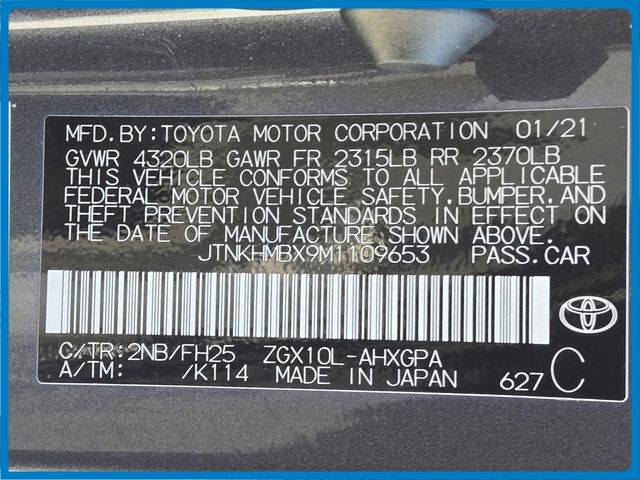 MFD. BY: TOYOTA MOTOR CORPORATION 01/21
GVWR 4320LB GAWR FR 2315LB RR 2370LB
THIS VEHICLE CONFORMS TO ALL APPLICABLE
FEDERAL MOTOR VEHICLE SAFETY, BUMPER, AND
THEFT PREVENTION STANDARDS IN EFFECT ON
THE DATE OF MANUFACTURE SHOWN ABOVE.
JTNKHMBX9M1109653 PASS. CAR
C/TR: 2NB/FH25 ZGX10L-AHXGPA
A/TM: /K114 MADE IN JAPAN 627 C